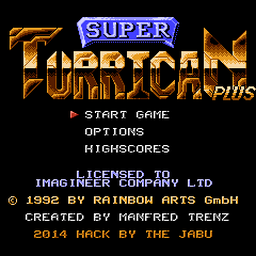 SUPER
TURRICAN
PLUS
START GAME
OPTIONS
HIGHSCORES
LICENSED TO
IMAGINEER COMPANY LTD
© 1992 BY RAINBOW ARTS GmbH
CREATED BY MANFRED TRENZ
2014 HACK BY THE JABU